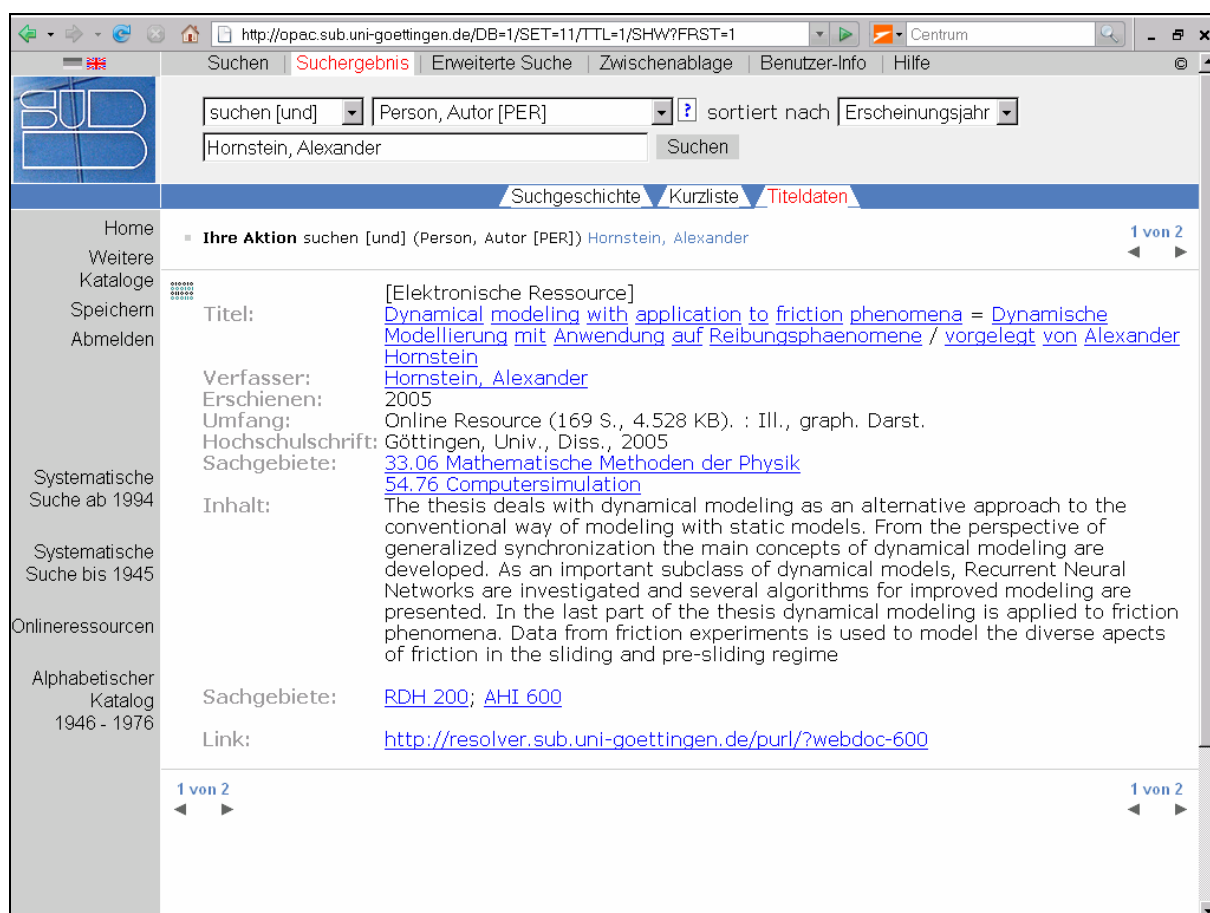 http://opac.sub.uni-goettingen.de/DB=1/SET=11/TTL=1/SHW?FRST=1 Centrum
Suchen | Suchergebnis | Erweiterte Suche | Zwischenablage | Benutzer-Info | Hilfe ©
SUB
suchen [und] Person, Autor [PER] ? sortiert nach Erscheinungsjahr
Hornstein, Alexander Suchen
Suchgeschichte Kurzliste Titeldaten
Home
Weitere
Kataloge
Speichern
Abmelden
Systematische
Suche ab 1994
Systematische
Suche bis 1945
Onlineressourcen
Alphabetischer
Katalog
1946 - 1976
Ihre Aktion suchen [und] (Person, Autor [PER]) Hornstein, Alexander 1 von 2
[Elektronische Ressource]
Titel: Dynamical modeling with application to friction phenomena = Dynamische
Modellierung mit Anwendung auf Reibungsphaenomene / vorgelegt von Alexander
Hornstein
Verfasser: Hornstein, Alexander
Erschienen: 2005
Umfang: Online Resource (169 S., 4.528 KB). : Ill., graph. Darst.
Hochschulschrift: Göttingen, Univ., Diss., 2005
Sachgebiete: 33.06 Mathematische Methoden der Physik
54.76 Computersimulation
Inhalt: The thesis deals with dynamical modeling as an alternative approach to the
conventional way of modeling with static models. From the perspective of
generalized synchronization the main concepts of dynamical modeling are
developed. As an important subclass of dynamical models, Recurrent Neural
Networks are investigated and several algorithms for improved modeling are
presented. In the last part of the thesis dynamical modeling is applied to friction
phenomena. Data from friction experiments is used to model the diverse apects
of friction in the sliding and pre-sliding regime
Sachgebiete: RDH 200; AHI 600
Link: http://resolver.sub.uni-goettingen.de/purl/?webdoc-600
1 von 2 1 von 2